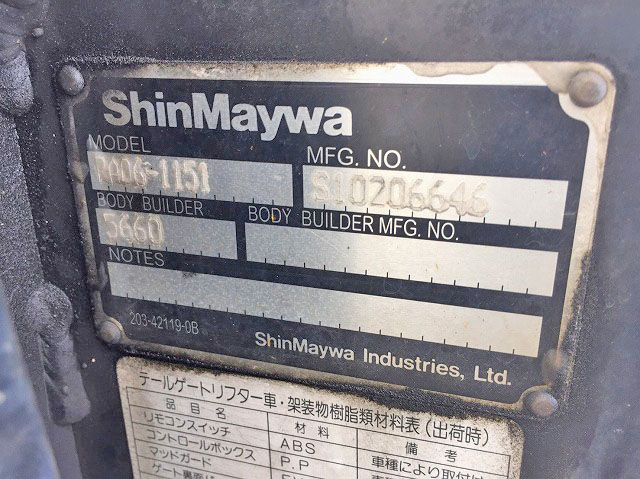 ShinMaywa
MODEL MFG. NO.
RA06-1151 S10206646
BODY BUILDER BODY BUILDER MFG. NO.
5660
NOTES
203-42119-0B
ShinMaywa Industries, Ltd.
テールゲートリフター車・架装物樹脂類材料表(出荷時)
品名 材料 備考
リモコンスイッチ ABS 車種により取付け
コントロールボックス P.P
マッドガード